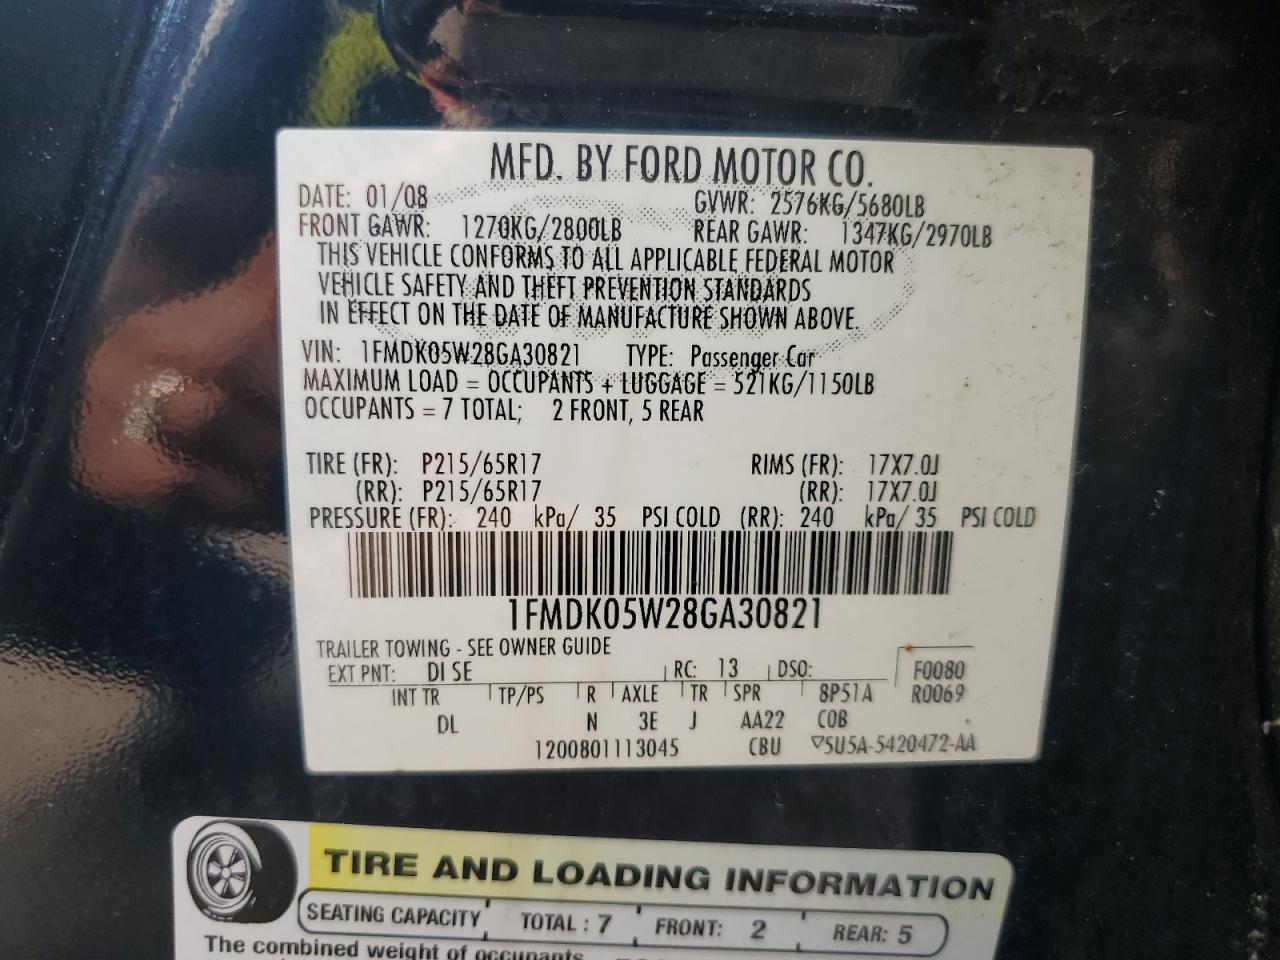 MFD. BY FORD MOTOR CO.
DATE: 01/08 GVWR: 2576KG/5680LB
FRONT GAWR: 1270KG/2800LB REAR GAWR: 1347KG/2970LB
THIS VEHICLE CONFORMS TO ALL APPLICABLE FEDERAL MOTOR
VEHICLE SAFETY AND THEFT PREVENTION STANDARDS
IN EFFECT ON THE DATE OF MANUFACTURE SHOWN ABOVE.
VIN: 1FMDK05W28GA30821 TYPE: Passenger Car
MAXIMUM LOAD = OCCUPANTS + LUGGAGE = 521KG/1150LB
OCCUPANTS = 7 TOTAL; 2 FRONT, 5 REAR
TIRE (FR): P215/65R17 RIMS (FR): 17X7.0J
(RR): P215/65R17 (RR): 17X7.0J
PRESSURE (FR): 240 kPa/ 35 PSI COLD (RR): 240 kPa/ 35 PSI COLD
1FMDK05W28GA30821
TRAILER TOWING - SEE OWNER GUIDE
EXT PNT: DI SE RC: 13 DSO: F0080
INT TR TP/PS R AXLE TR SPR 8P51A R0069
DL N 3E J AA22 COB
1200801113045 CBU ▽5U5A-5420472-AA
TIRE AND LOADING INFORMATION
SEATING CAPACITY TOTAL : 7 FRONT: 2 REAR: 5
The combined weight of occupants